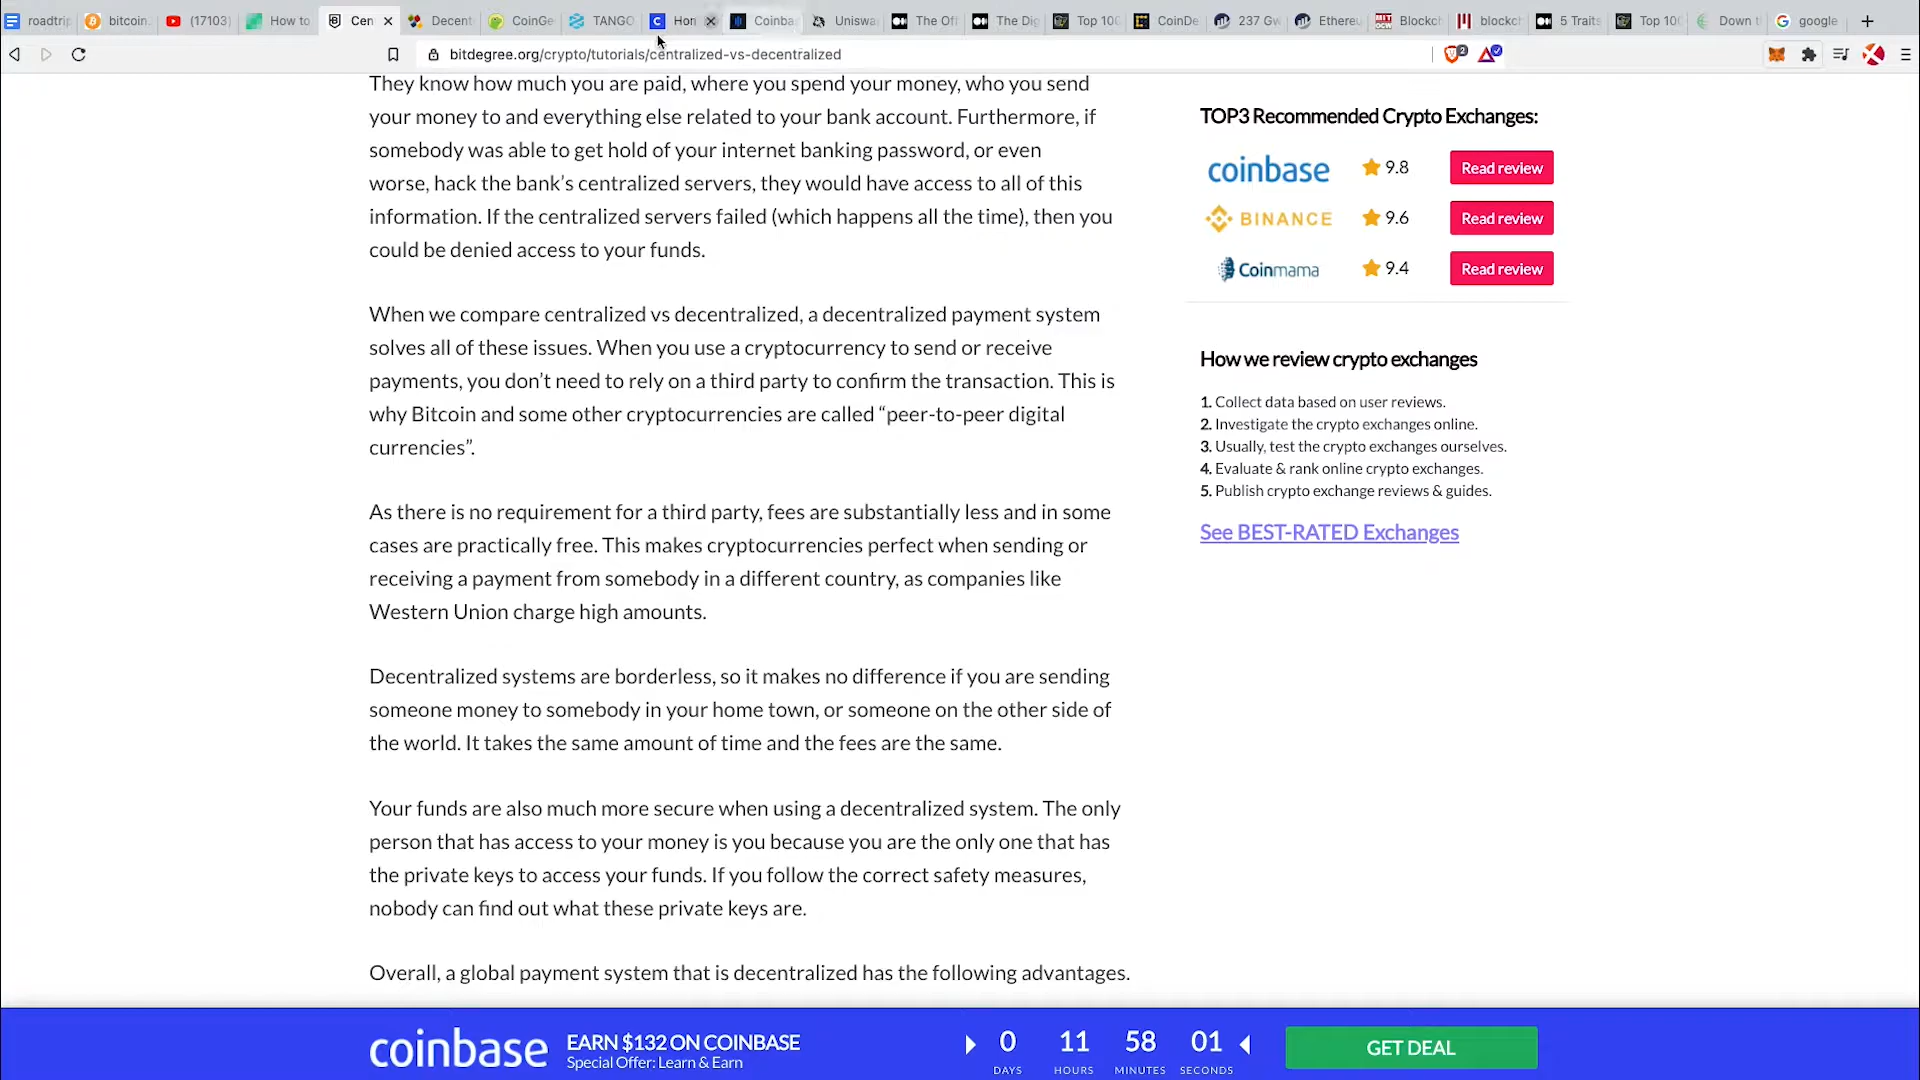 roadtrip
bitcoin.
(17103)
How to
Cen
Decent
CoinGe
TANGO
Hon
Coinba
Uniswa
The Off
The Dig
Top 100
CoinDe
237 Gw
Ethereu
Blockch
blockch
5 Traits
Top 100
Down t
google
bitdegree.org/crypto/tutorials/centralized-vs-decentralized
2
They know how much you are paid, where you spend your money, who you send
your money to and everything else related to your bank account. Furthermore, if
somebody was able to get hold of your internet banking password, or even
worse, hack the bank’s centralized servers, they would have access to all of this
information. If the centralized servers failed (which happens all the time), then you
could be denied access to your funds.
When we compare centralized vs decentralized, a decentralized payment system
solves all of these issues. When you use a cryptocurrency to send or receive
payments, you don’t need to rely on a third party to confirm the transaction. This is
why Bitcoin and some other cryptocurrencies are called “peer-to-peer digital
currencies”.
As there is no requirement for a third party, fees are substantially less and in some
cases are practically free. This makes cryptocurrencies perfect when sending or
receiving a payment from somebody in a different country, as companies like
Western Union charge high amounts.
Decentralized systems are borderless, so it makes no difference if you are sending
someone money to somebody in your home town, or someone on the other side of
the world. It takes the same amount of time and the fees are the same.
Your funds are also much more secure when using a decentralized system. The only
person that has access to your money is you because you are the only one that has
the private keys to access your funds. If you follow the correct safety measures,
nobody can find out what these private keys are.
Overall, a global payment system that is decentralized has the following advantages.
TOP3 Recommended Crypto Exchanges:
coinbase 9.8 Read review
BINANCE 9.6 Read review
Coinmama 9.4 Read review
How we review crypto exchanges
1. Collect data based on user reviews.
2. Investigate the crypto exchanges online.
3. Usually, test the crypto exchanges ourselves.
4. Evaluate & rank online crypto exchanges.
5. Publish crypto exchange reviews & guides.
See BEST-RATED Exchanges
coinbase
EARN $132 ON COINBASE
Special Offer: Learn & Earn
0 11 58 01
DAYS HOURS MINUTES SECONDS
GET DEAL